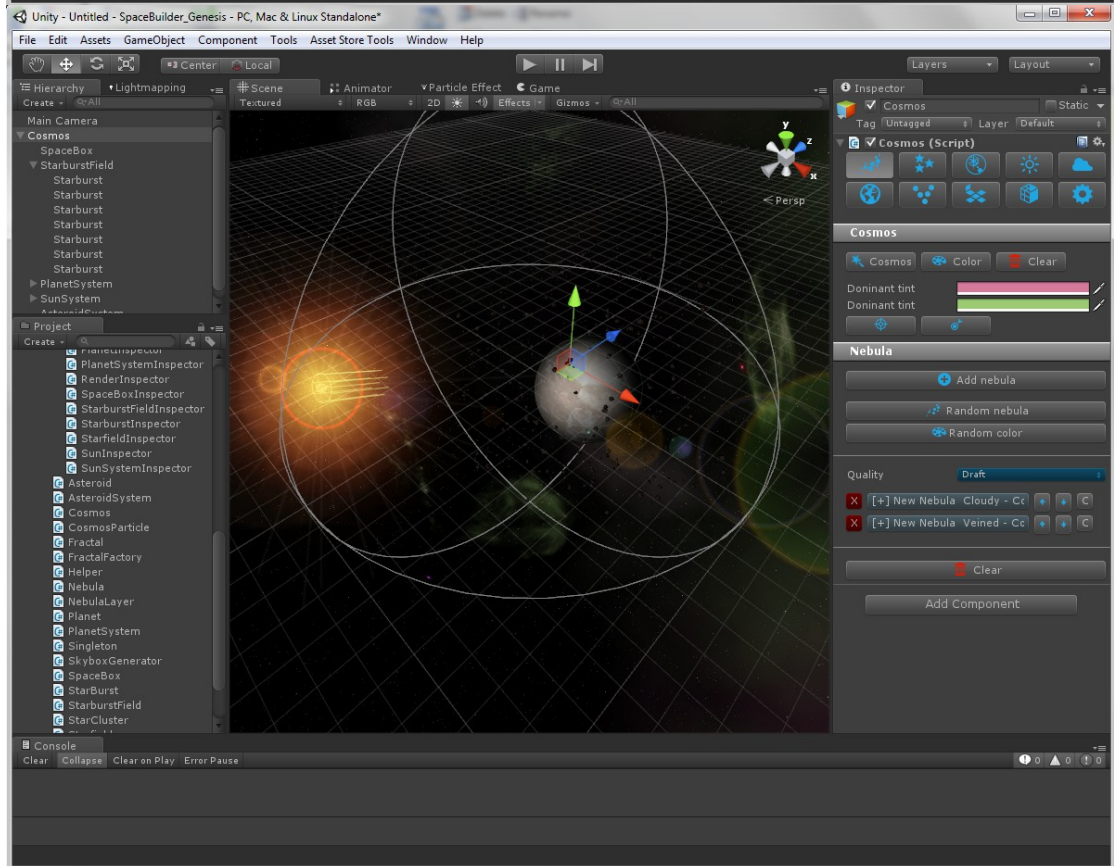 Unity - Untitled - SpaceBuilder_Genesis - PC, Mac & Linux Standalone*
File Edit Assets GameObject Component Tools Asset Store Tools Window Help
Center Local Layers Layout
Hierarchy Lightmapping
Create All
Main Camera
Cosmos
SpaceBox
StarburstField
Starburst
Starburst
Starburst
Starburst
Starburst
Starburst
Starburst
PlanetSystem
SunSystem
AsteroidSystem
Project
Create
PlanetInspector
PlanetSystemInspector
RenderInspector
SpaceBoxInspector
StarburstFieldInspector
StarburstInspector
StarfieldInspector
SunInspector
SunSystemInspector
Asteroid
AsteroidSystem
Cosmos
CosmosParticle
Fractal
FractalFactory
Helper
Nebula
NebulaLayer
Planet
PlanetSystem
Singleton
SkyboxGenerator
SpaceBox
StarBurst
StarburstField
StarCluster
Scene Animator Particle Effect Game
Textured RGB 2D Effects Gizmos All
y
z
x
Persp
Inspector
Cosmos Static
Tag Untagged Layer Default
Cosmos (Script)
Cosmos
Cosmos Color Clear
Doninant tint
Doninant tint
Nebula
Add nebula
Random nebula
Random color
Quality Draft
X [+] New Nebula Cloudy - Cc C
X [+] New Nebula Veined - Cc C
Clear
Add Component
Console
Clear Collapse Clear on Play Error Pause 0 0 0